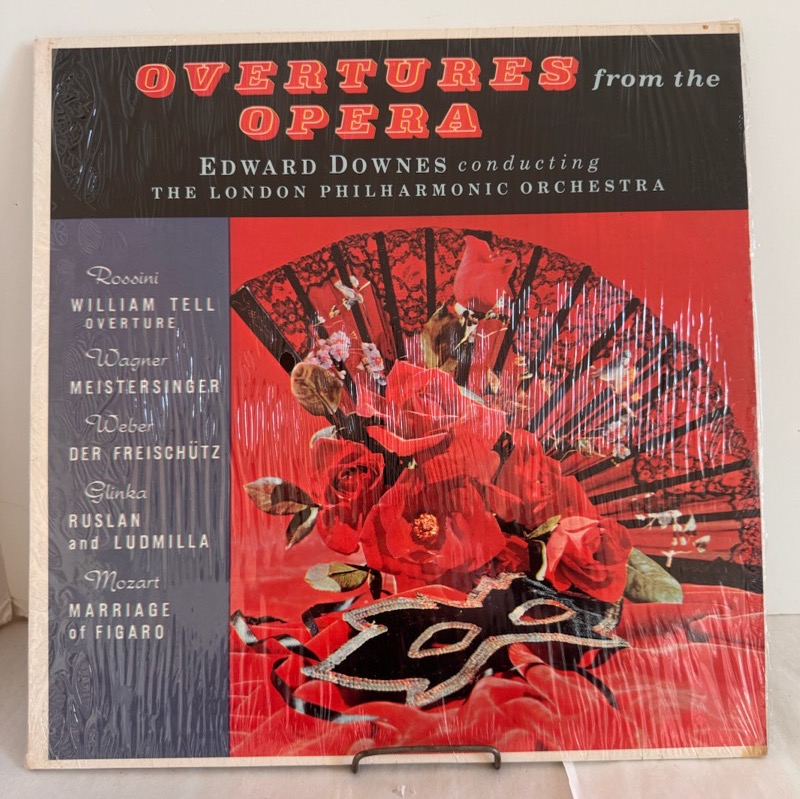 OVERTURES from the
OPERA
EDWARD DOWNES conducting
THE LONDON PHILHARMONIC ORCHESTRA
Rossini
WILLIAM TELL
OVERTURE
Wagner
MEISTERSINGER
Weber
DER FREISCHÜTZ
Glinka
RUSLAN
and LUDMILLA
Mozart
MARRIAGE
of FIGARO